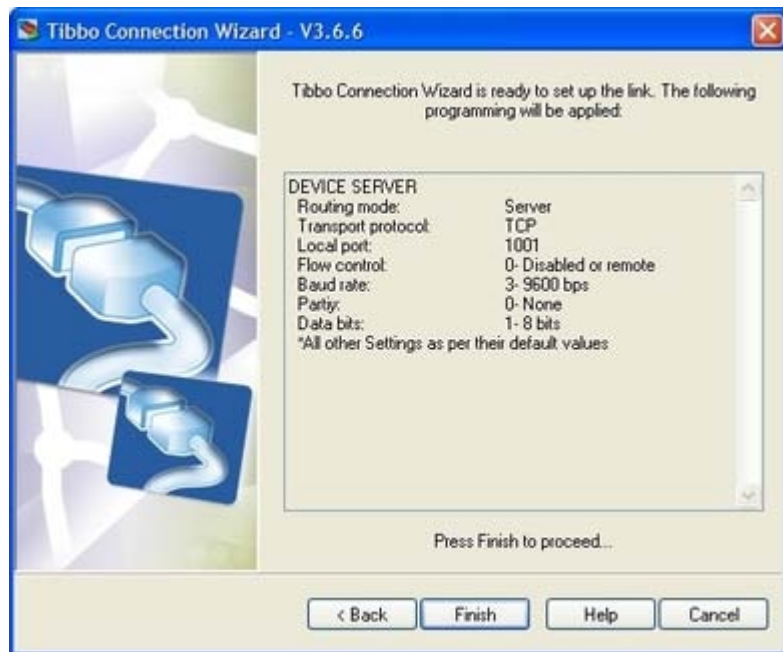 Tibbo Connection Wizard - V3.6.6
Tibbo Connection Wizard is ready to set up the link. The following
programming will be applied:
DEVICE SERVER
Routing mode: Server
Transport protocol: TCP
Local port: 1001
Flow control: 0- Disabled or remote
Baud rate: 3- 9600 bps
Partiy: 0- None
Data bits: 1- 8 bits
*All other Settings as per their default values
Press Finish to proceed...
< Back Finish Help Cancel